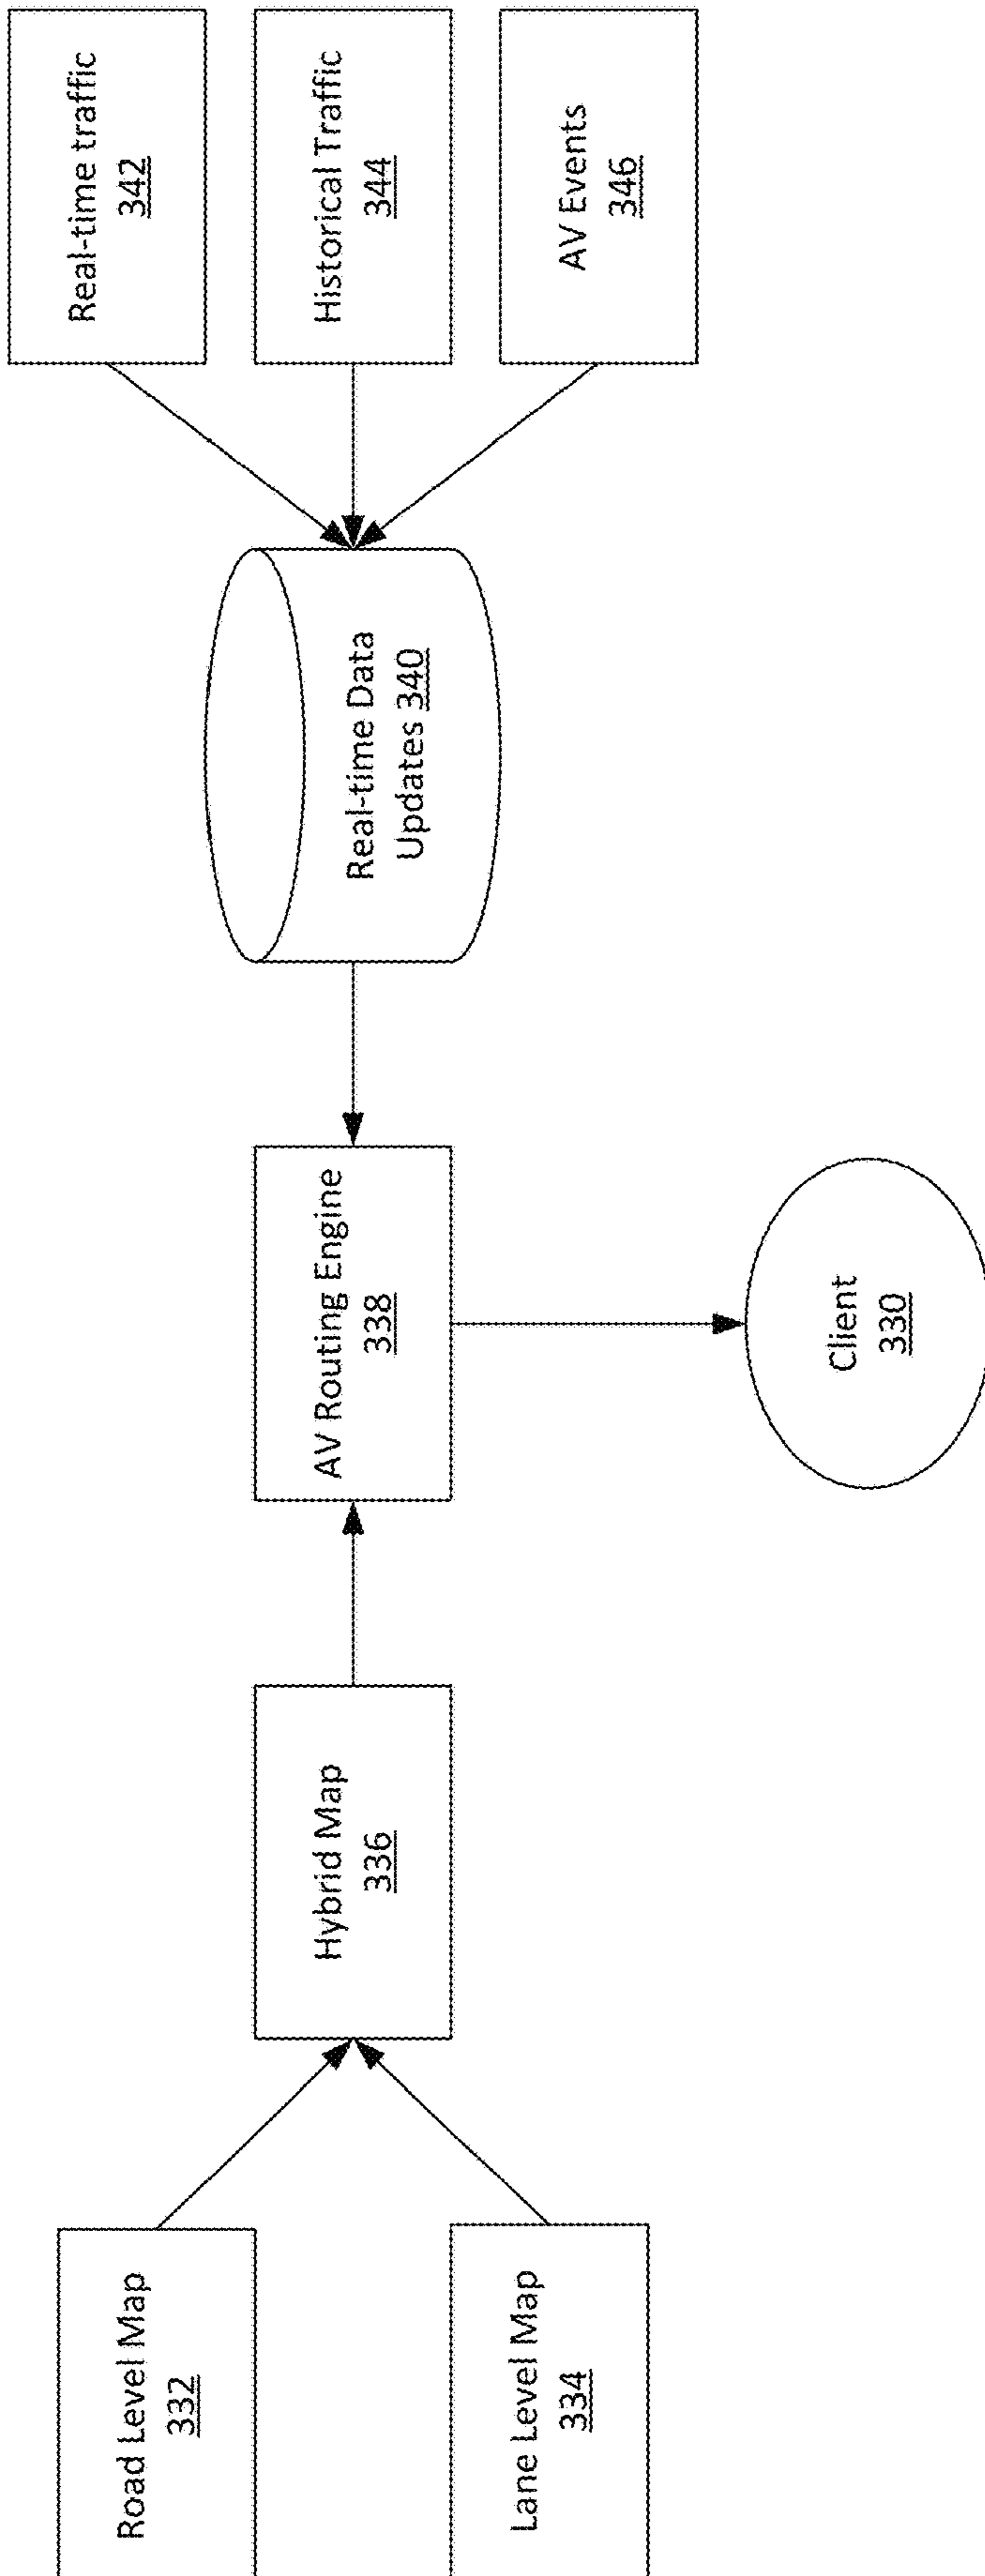 Road Level Map
332
Lane Level Map
334
Hybrid Map
336
AV Routing Engine
338
Client
330
Real-time Data
Updates 340
Real-time traffic
342
Historical Traffic
344
AV Events
346